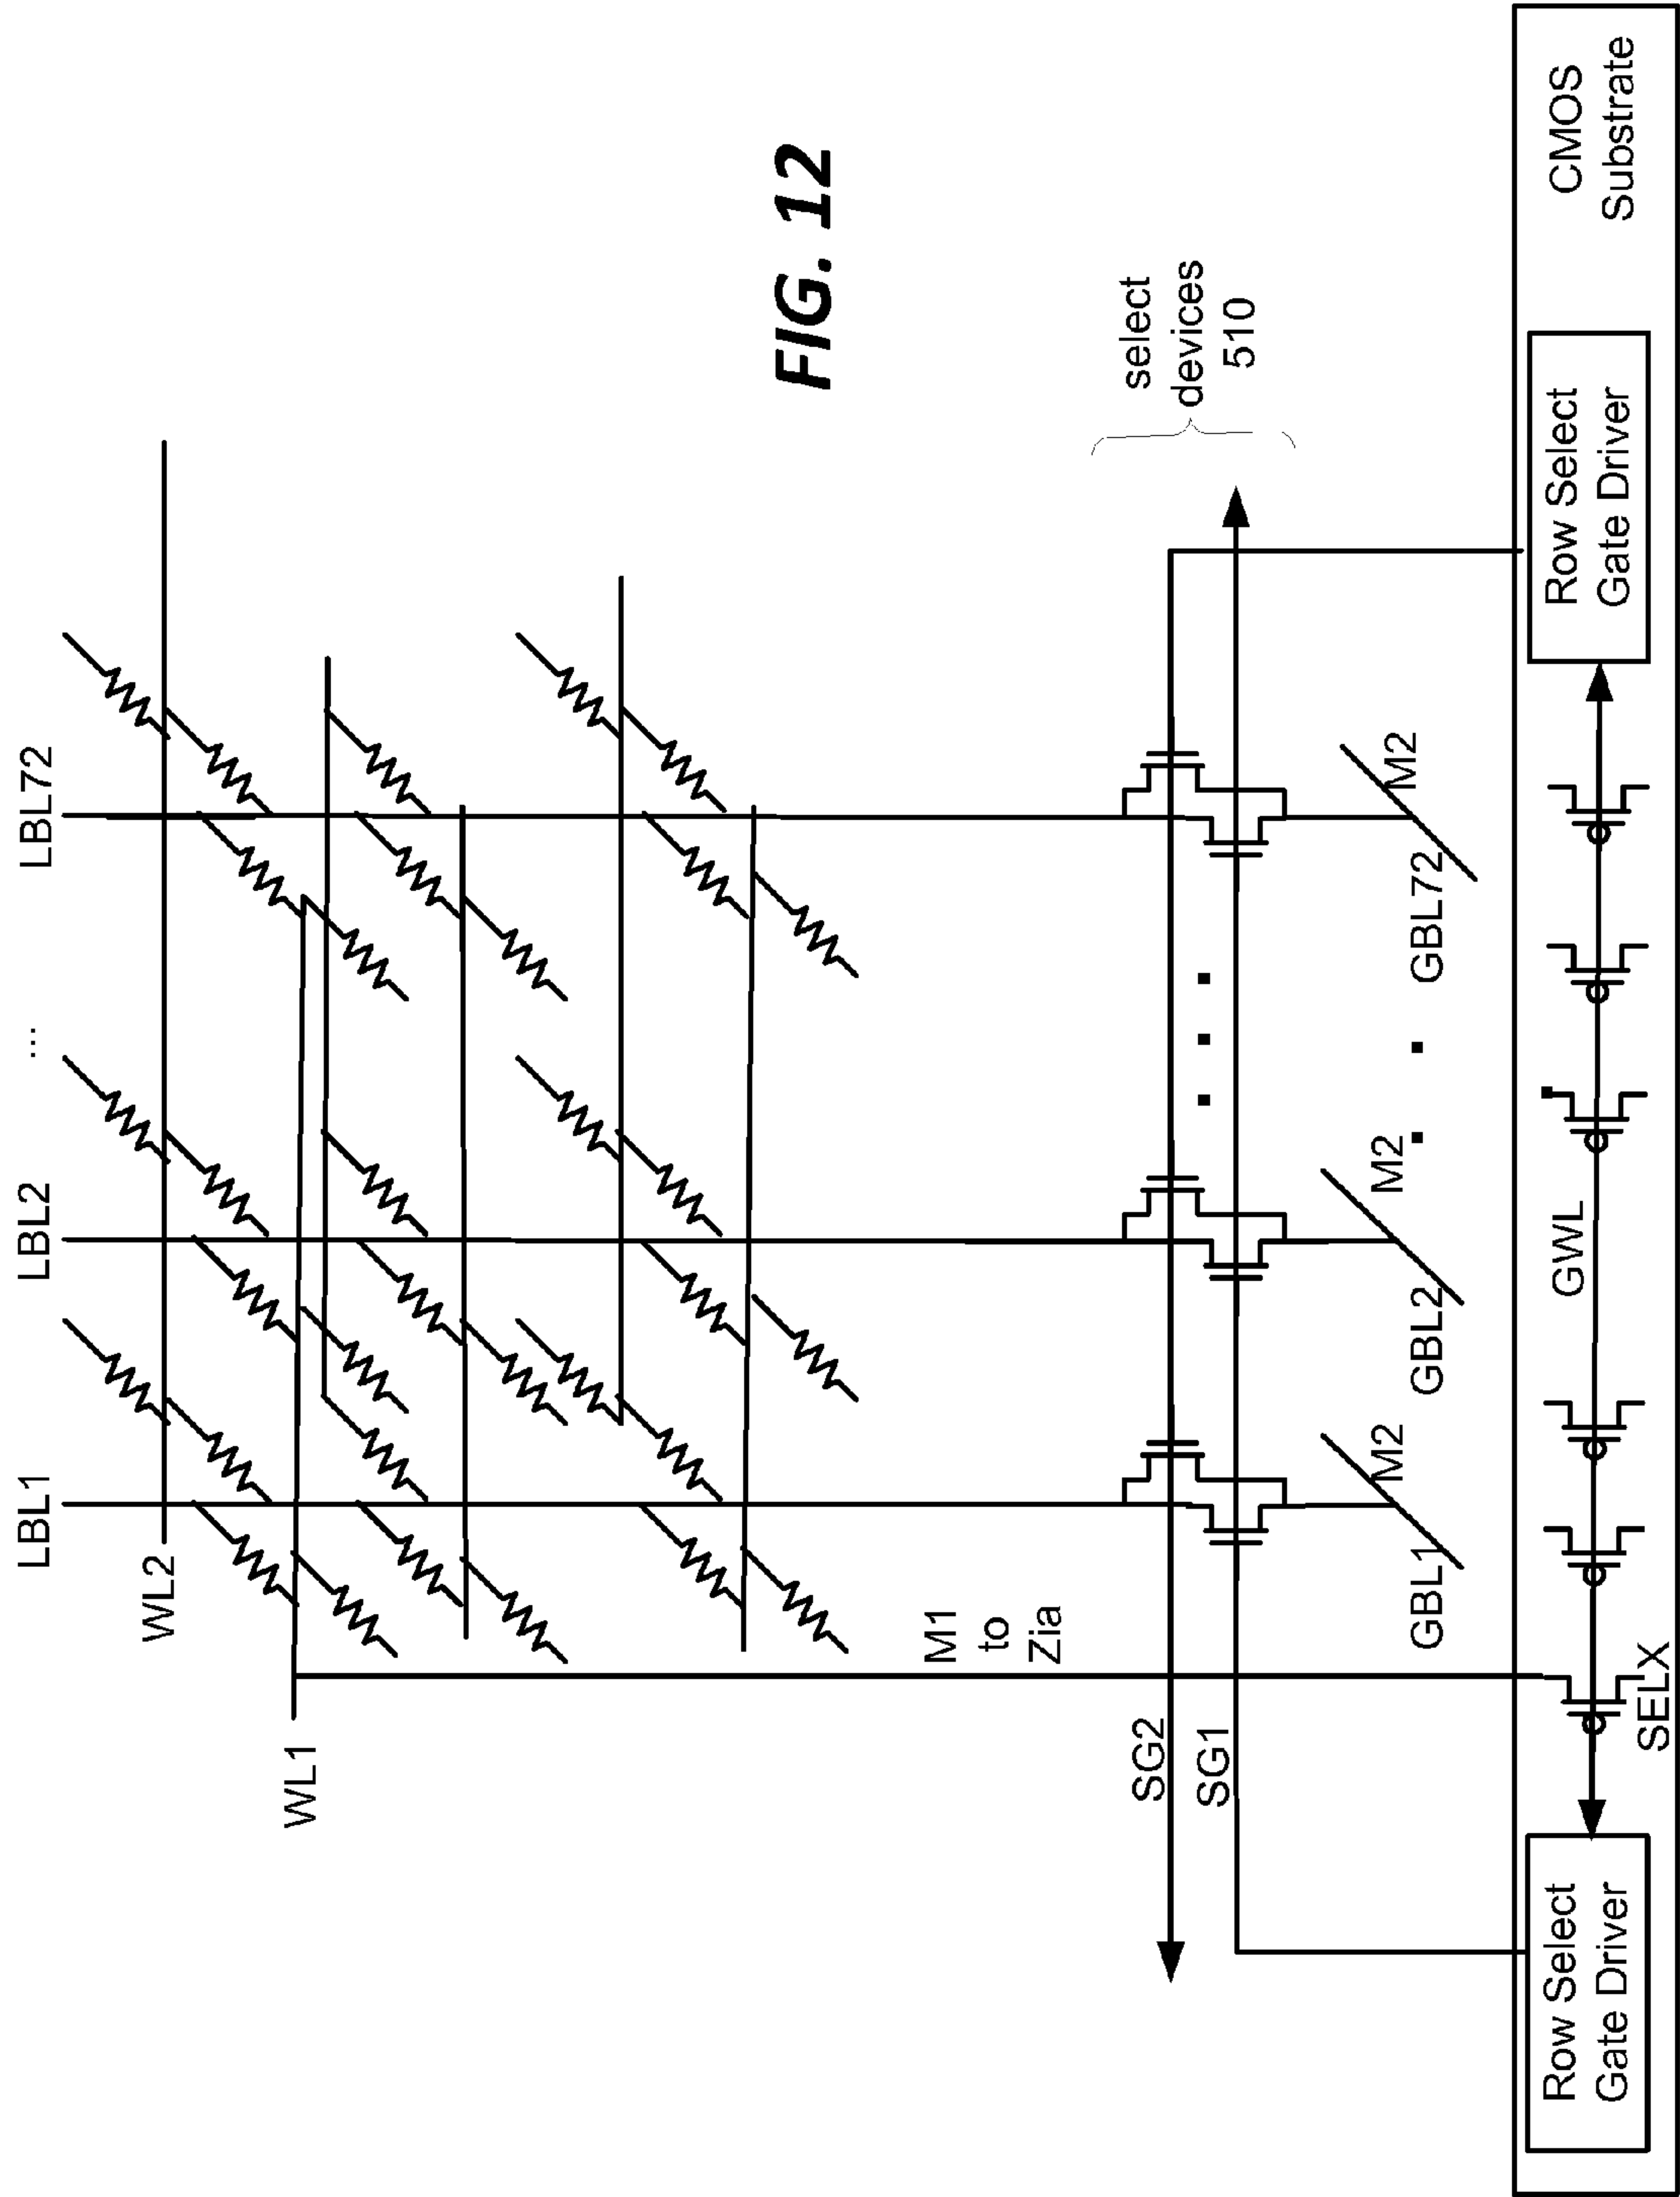 LBL1
LBL2
...
LBL72
WL2
WL1
FIG. 12
M1
to
Zia
select
devices
510
SG2
SG1
M2
M2
M2
GBL1
GBL2
GBL72
GWL
CMOS
Substrate
Row Select
Gate Driver
Row Select
Gate Driver
SELX